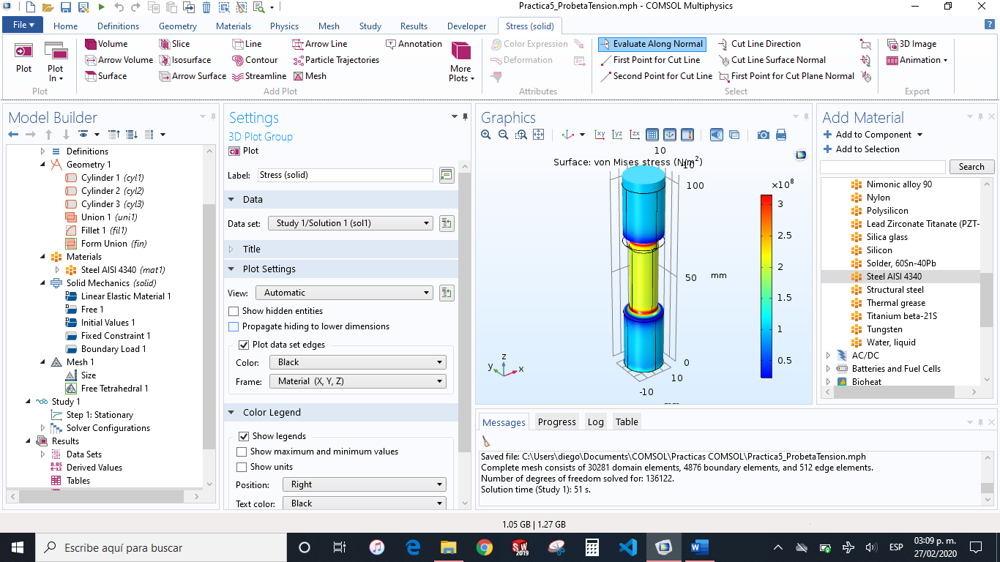 Practica5_ProbetaTension.mph - COMSOL Multiphysics
File
Home
Definitions
Geometry
Materials
Physics
Mesh
Study
Results
Developer
Stress (solid)
Plot
Plot In
Plot
Volume
Arrow Volume
Surface
Slice
Isosurface
Arrow Surface
Line
Contour
Streamline
Arrow Line
Particle Trajectories
Mesh
Annotation
More Plots
Add Plot
Color Expression
Deformation
Attributes
Evaluate Along Normal
First Point for Cut Line
Second Point for Cut Line
Cut Line Direction
Cut Line Surface Normal
First Point for Cut Plane Normal
Select
3D Image
Animation
Export
Model Builder
Definitions
Geometry 1
Cylinder 1 (cyl1)
Cylinder 2 (cyl2)
Cylinder 3 (cyl3)
Union 1 (uni1)
Fillet 1 (fil1)
Form Union (fin)
Materials
Steel AISI 4340 (mat1)
Solid Mechanics (solid)
Linear Elastic Material 1
Free 1
Initial Values 1
Fixed Constraint 1
Boundary Load 1
Mesh 1
Size
Free Tetrahedral 1
Study 1
Step 1: Stationary
Solver Configurations
Results
Data Sets
8.85
e-12
Derived Values
Tables
Settings
3D Plot Group
Plot
Label: Stress (solid)
Data
Data set: Study 1/Solution 1 (sol1)
Title
Plot Settings
View: Automatic
Show hidden entities
Propagate hiding to lower dimensions
Plot data set edges
Color: Black
Frame: Material (X, Y, Z)
Color Legend
Show legends
Show maximum and minimum values
Show units
Position: Right
Text color: Black
Graphics
xy
yz
zx
10
Surface: von Mises stress (N/m²)
-10
100
×10⁸
3
2.5
2
1.5
1
0.5
50
mm
0
10
-10
mm
z
y
x
Add Material
Add to Component
Add to Selection
Search
Nimonic alloy 90
Nylon
Polysilicon
Lead Zirconate Titanate (PZT-
Silica glass
Silicon
Solder, 60Sn-40Pb
Steel AISI 4340
Structural steel
Thermal grease
Titanium beta-21S
Tungsten
Water, liquid
AC/DC
Batteries and Fuel Cells
Bioheat
Messages
Progress
Log
Table
Saved file: C:\Users\diego\Documents\COMSOL\Practicas COMSOL\Practica5_ProbetaTension.mph
Complete mesh consists of 30281 domain elements, 4876 boundary elements, and 512 edge elements.
Number of degrees of freedom solved for: 136122.
Solution time (Study 1): 51 s.
1.05 GB | 1.27 GB
Escribe aquí para buscar
SW
2019
ESP
03:09 p. m.
27/02/2020